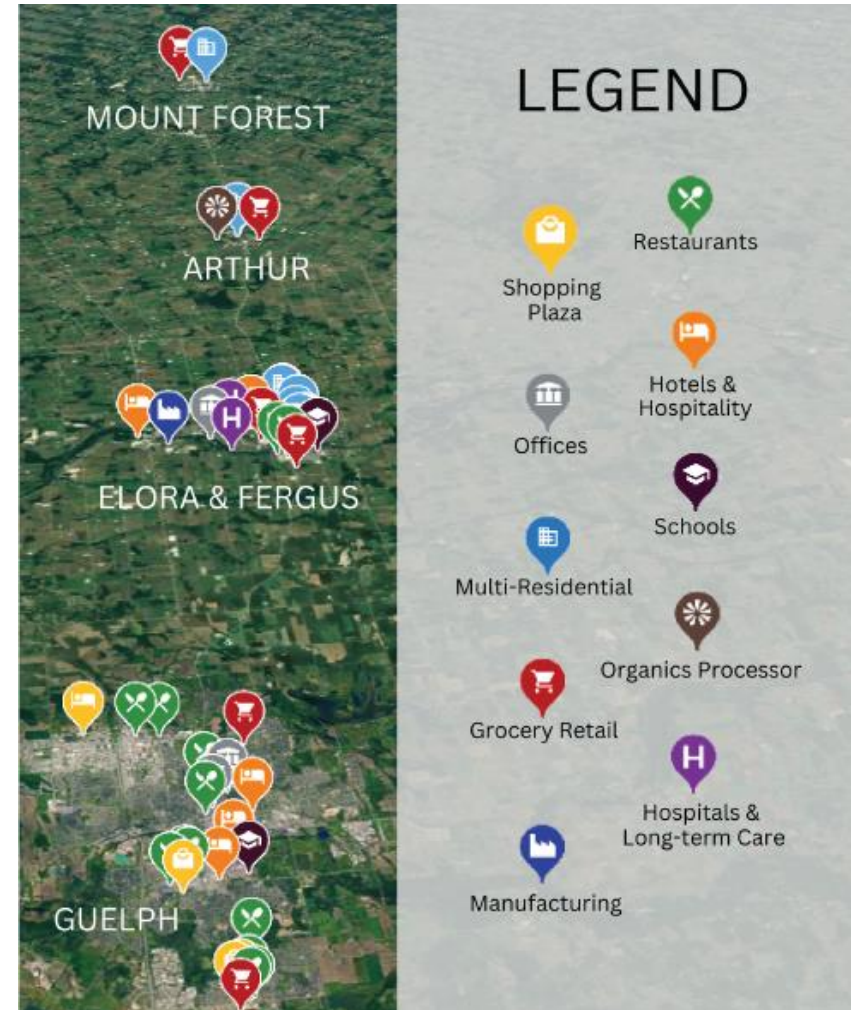 MOUNT FOREST
ARTHUR
ELORA & FERGUS
GUELPH
H
LEGEND
Restaurants
Shopping
Plaza
Hotels &
Hospitality
Offices
Schools
Multi-Residential
Organics Processor
Grocery Retail
H
Hospitals &
Long-term Care
Manufacturing